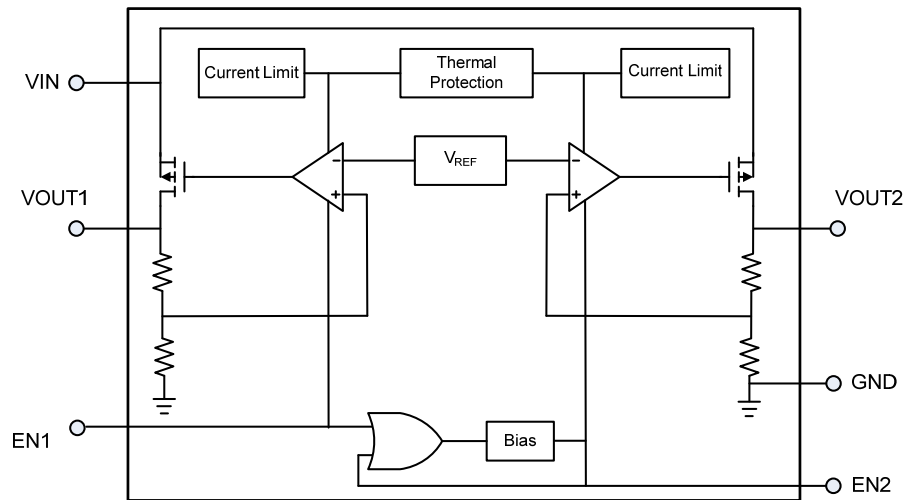 VIN
Current Limit
Thermal
Protection
Current Limit
VREF
−
+
−
+
VOUT1
VOUT2
GND
EN1
Bias
EN2